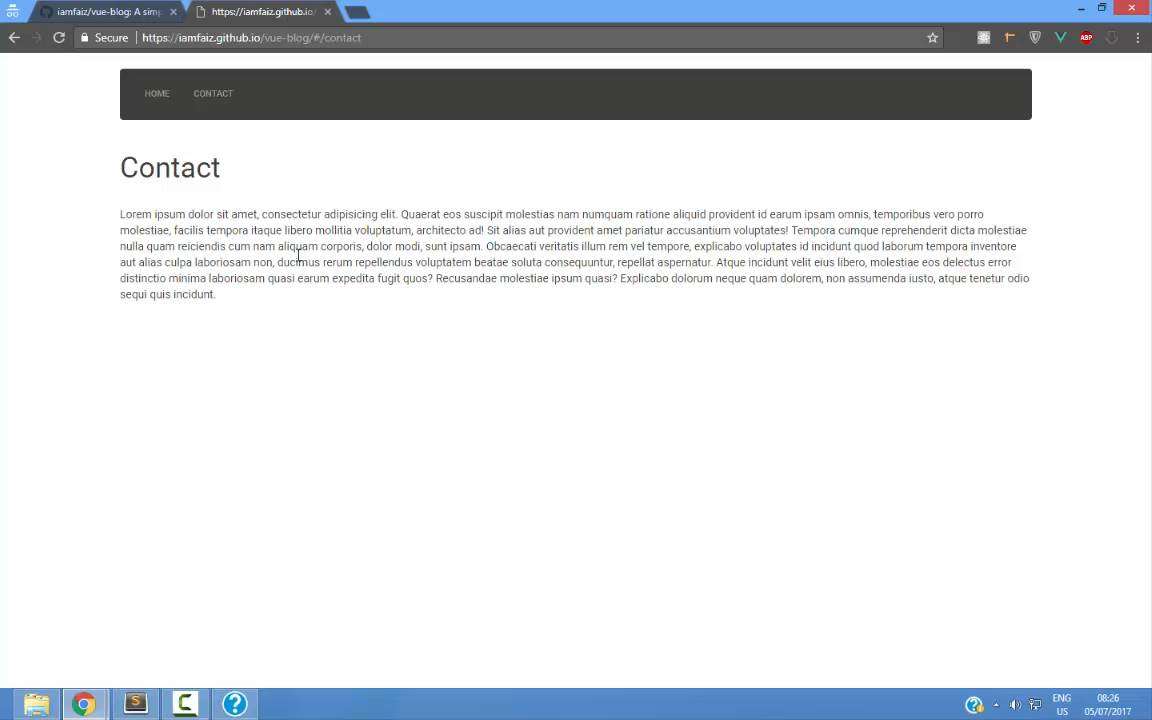 iamfaiz/vue-blog: A simp
https://iamfaiz.github.io/
Secure
https://iamfaiz.github.io/vue-blog/#/contact
ABP
HOME
CONTACT
Contact
Lorem ipsum dolor sit amet, consectetur adipisicing elit. Quaerat eos suscipit molestias nam numquam ratione aliquid provident id earum ipsam omnis, temporibus vero porro
molestiae, facilis tempora itaque libero mollitia voluptatum, architecto ad! Sit alias aut provident amet pariatur accusantium voluptates! Tempora cumque reprehenderit dicta molestiae
nulla quam reiciendis cum nam aliquam corporis, dolor modi, sunt ipsam. Obcaecati veritatis illum rem vel tempore, explicabo voluptates id incidunt quod laborum tempora inventore
aut alias culpa laboriosam non, ducimus rerum repellendus voluptatem beatae soluta consequuntur, repellat aspernatur. Atque incidunt velit eius libero, molestiae eos delectus error
distinctio minima laboriosam quasi earum expedita fugit quos? Recusandae molestiae ipsum quasi? Explicabo dolorum neque quam dolorem, non assumenda iusto, atque tenetur odio
sequi quis incidunt.
ENG
US
08:26
05/07/2017